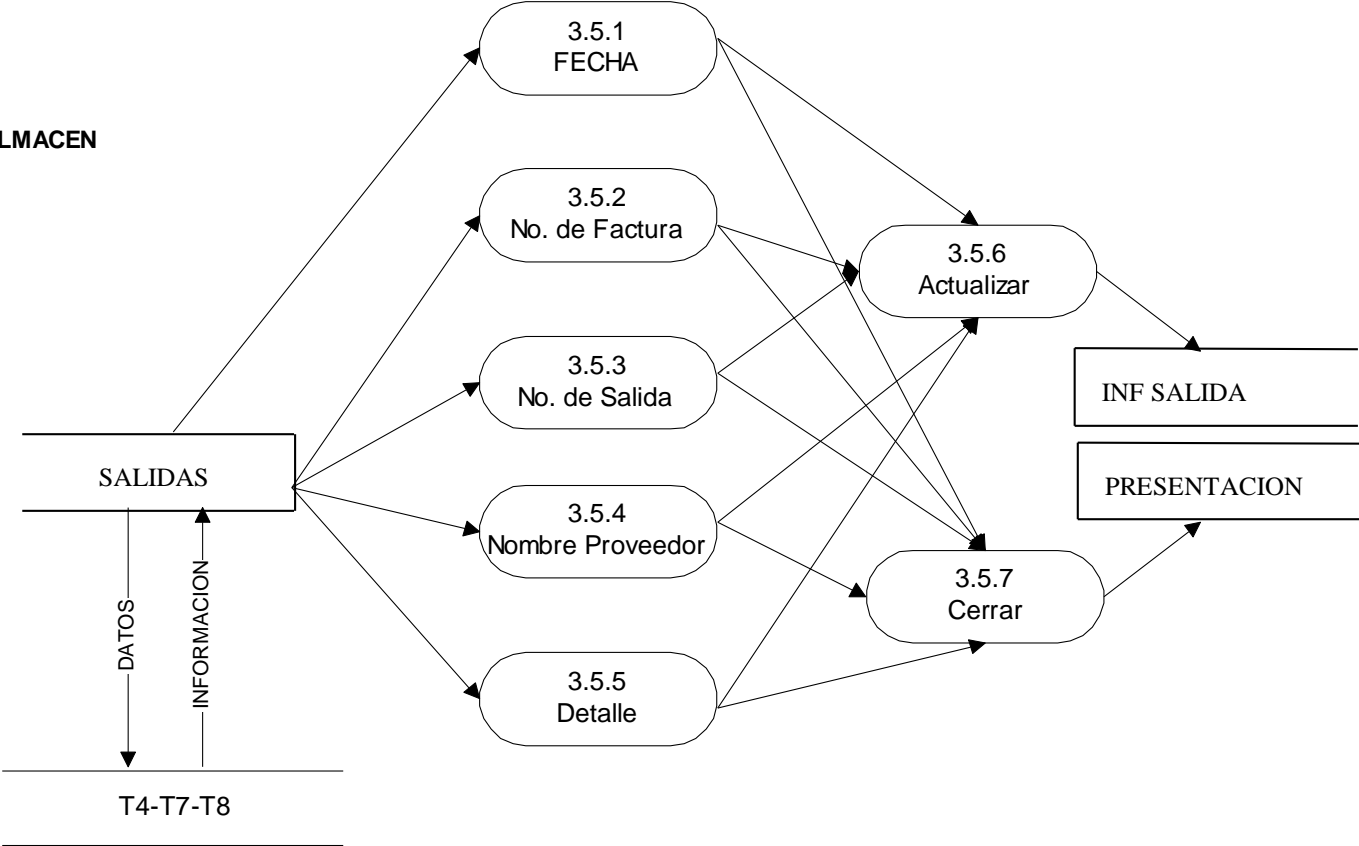 3.5.1
FECHA
LMACEN
3.5.2
No. de Factura
3.5.6
Actualizar
3.5.3
No. de Salida
INF SALIDA
SALIDAS
PRESENTACION
3.5.4
Nombre Proveedor
3.5.7
Cerrar
DATOS
INFORMACION
3.5.5
Detalle
T4-T7-T8